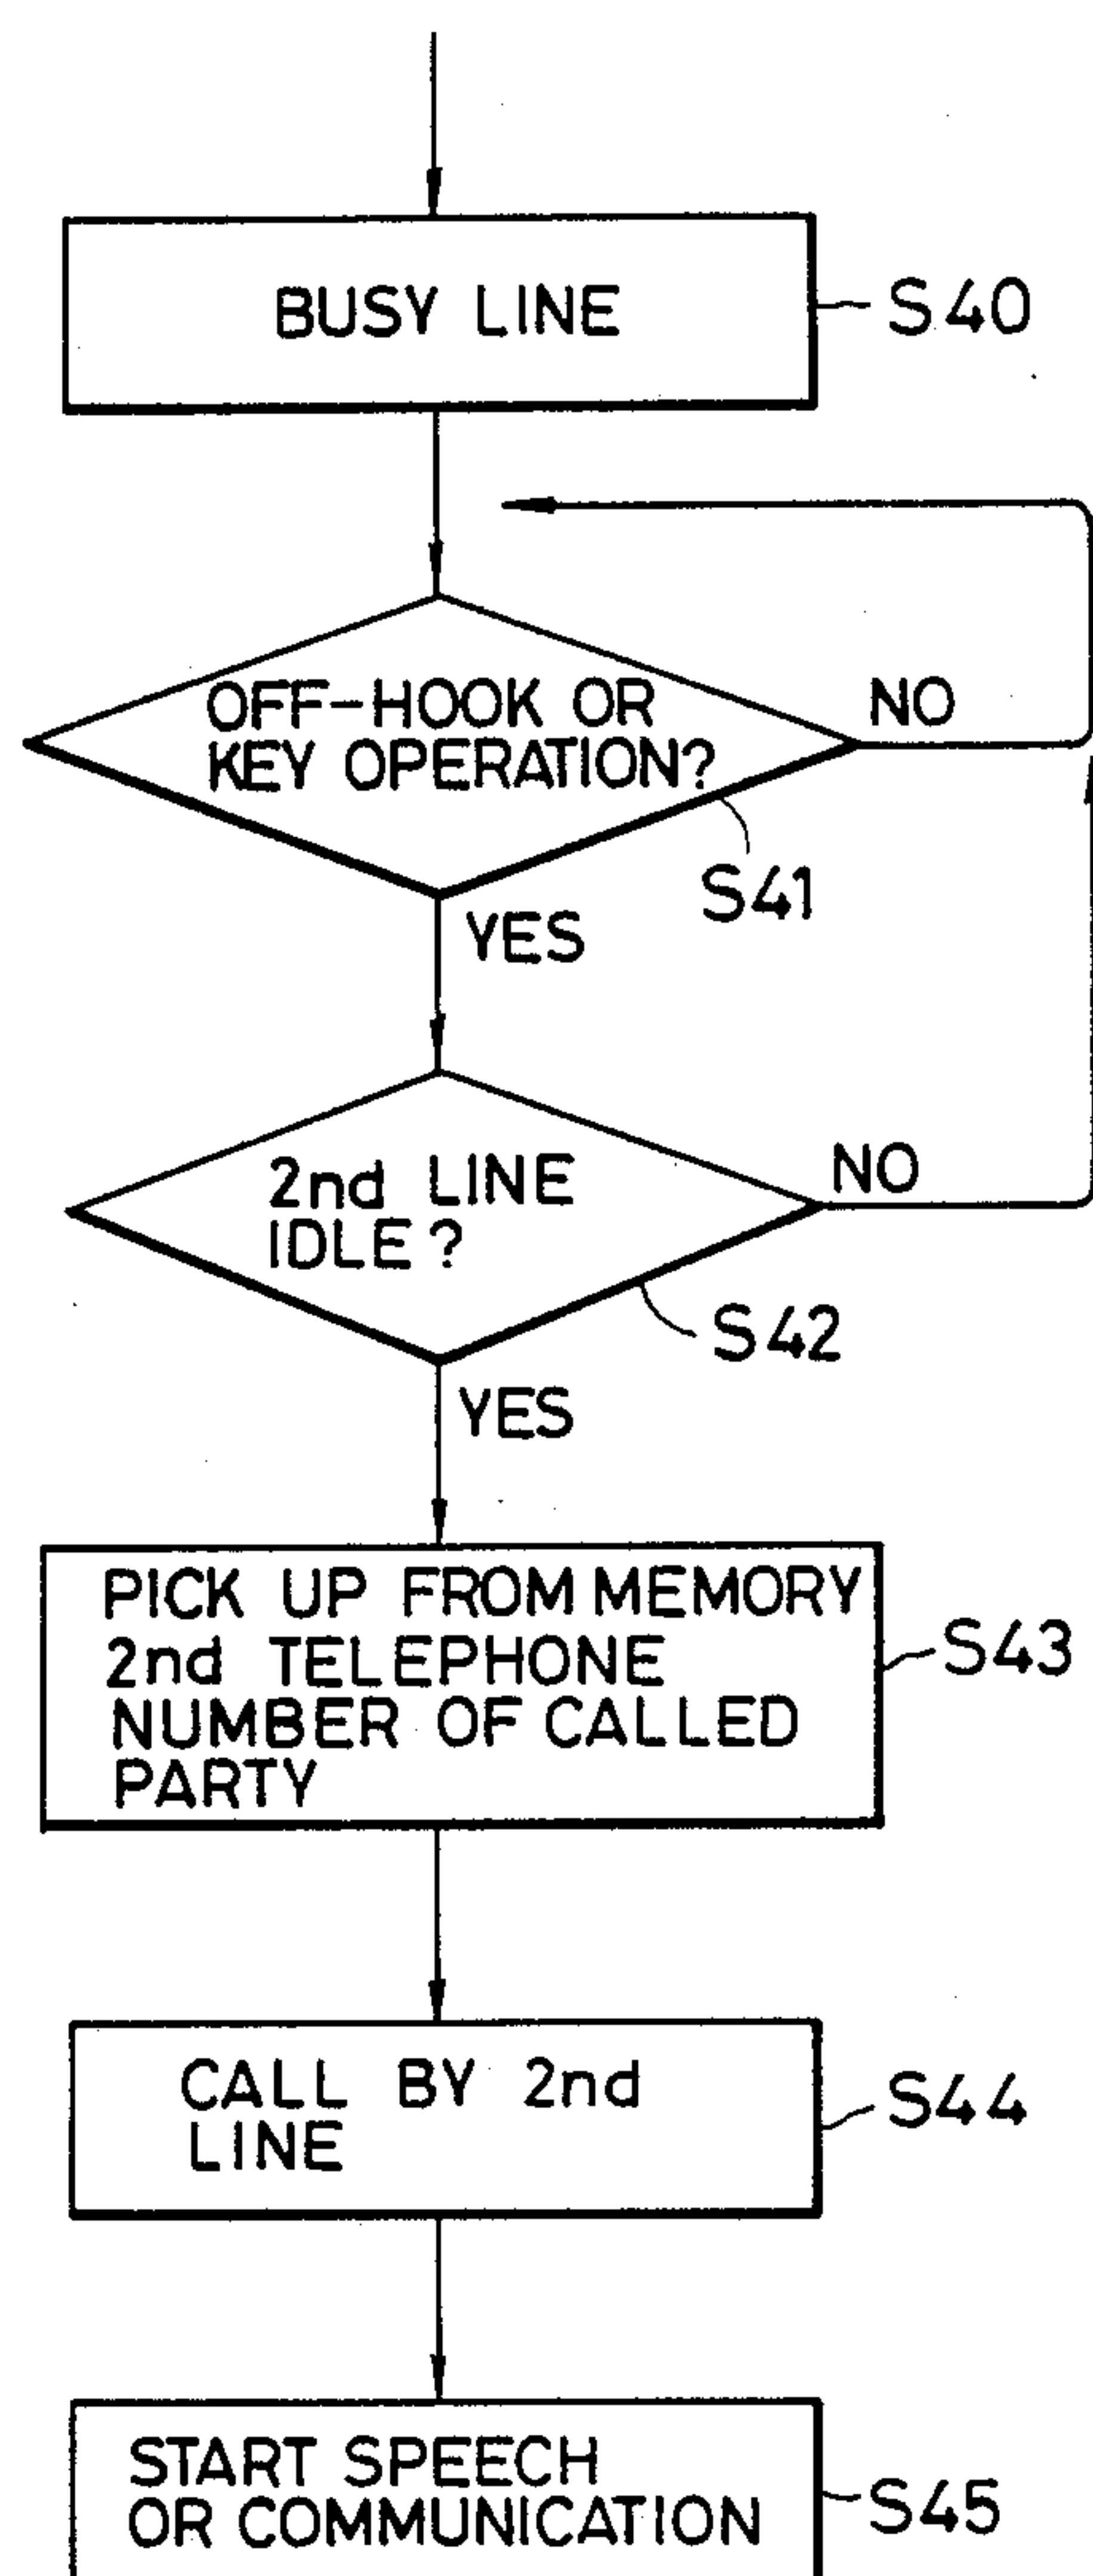 BUSY LINE
S40
OFF-HOOK OR
KEY OPERATION?
NO
S41
YES
2nd LINE
IDLE?
NO
S42
YES
PICK UP FROM MEMORY
2nd TELEPHONE
NUMBER OF CALLED
PARTY
S43
CALL BY 2nd
LINE
S44
START SPEECH
OR COMMUNICATION
S45